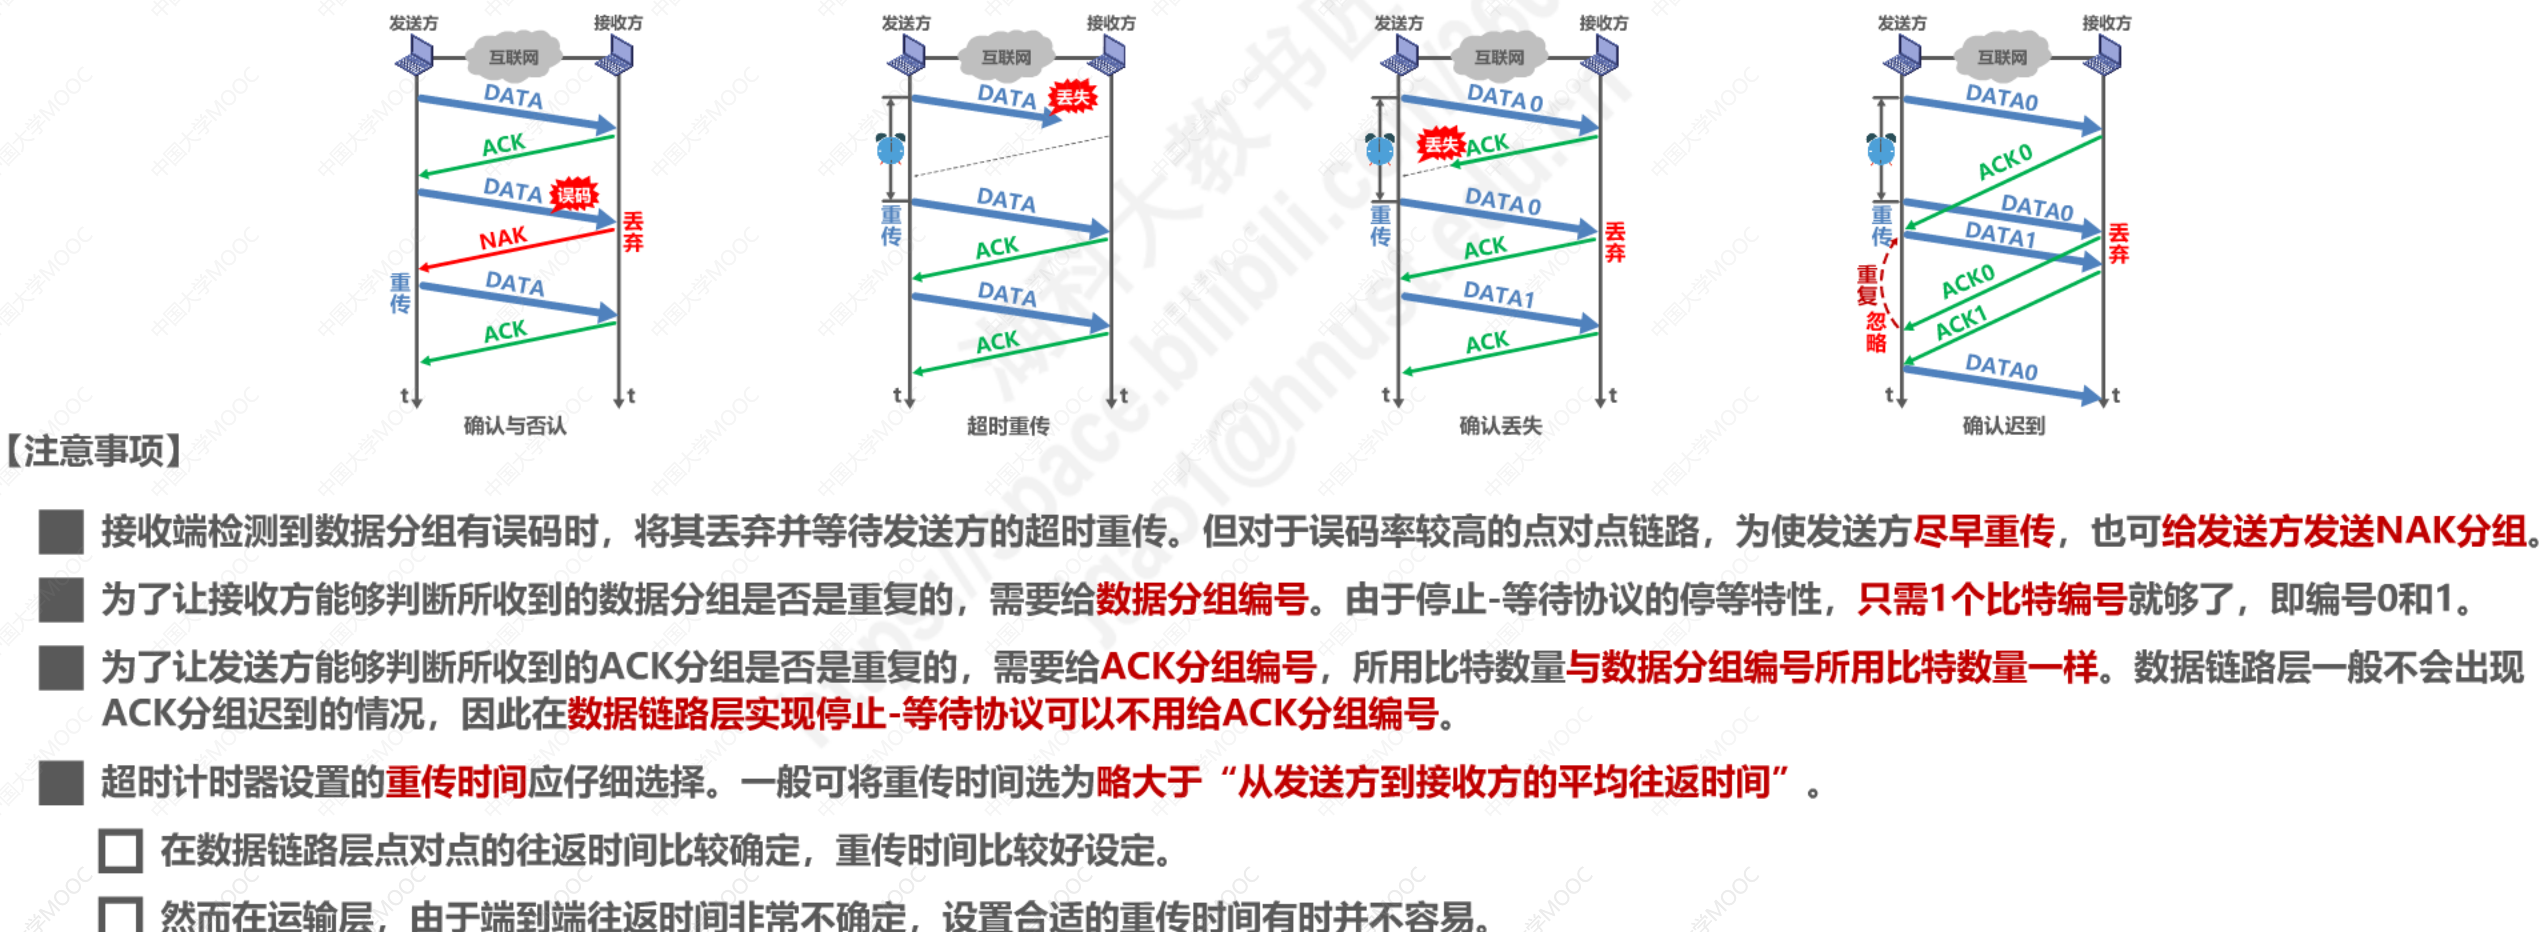 发送方 接收方
互联网
DATA
ACK
DATA 误码
丢弃
NAK
重传
DATA
ACK
t t
确认与否认
发送方 接收方
互联网
DATA 丢失
重传
DATA
ACK
DATA
ACK
t t
超时重传
发送方 接收方
互联网
DATA0
丢失 ACK
重传
DATA0
丢弃
ACK
DATA1
ACK
t t
确认丢失
发送方 接收方
互联网
DATA0
ACK0
重传
DATA0
丢弃
DATA1
重复忽略
ACK0
ACK1
DATA0
t t
确认迟到
【注意事项】
接收端检测到数据分组有误码时，将其丢弃并等待发送方的超时重传。但对于误码率较高的点对点链路，为使发送方尽早重传，也可给发送方发送NAK分组。
为了让接收方能够判断所收到的数据分组是否是重复的，需要给数据分组编号。由于停止-等待协议的停等特性，只需1个比特编号就够了，即编号0和1。
为了让发送方能够判断所收到的ACK分组是否是重复的，需要给ACK分组编号，所用比特数量与数据分组编号所用比特数量一样。数据链路层一般不会出现
ACK分组迟到的情况，因此在数据链路层实现停止-等待协议可以不用给ACK分组编号。
超时计时器设置的重传时间应仔细选择。一般可将重传时间选为略大于“从发送方到接收方的平均往返时间”。
在数据链路层点对点的往返时间比较确定，重传时间比较好设定。
然而在运输层，由于端到端往返时间非常不确定，设置合适的重传时间有时并不容易。
中国大学MOOC